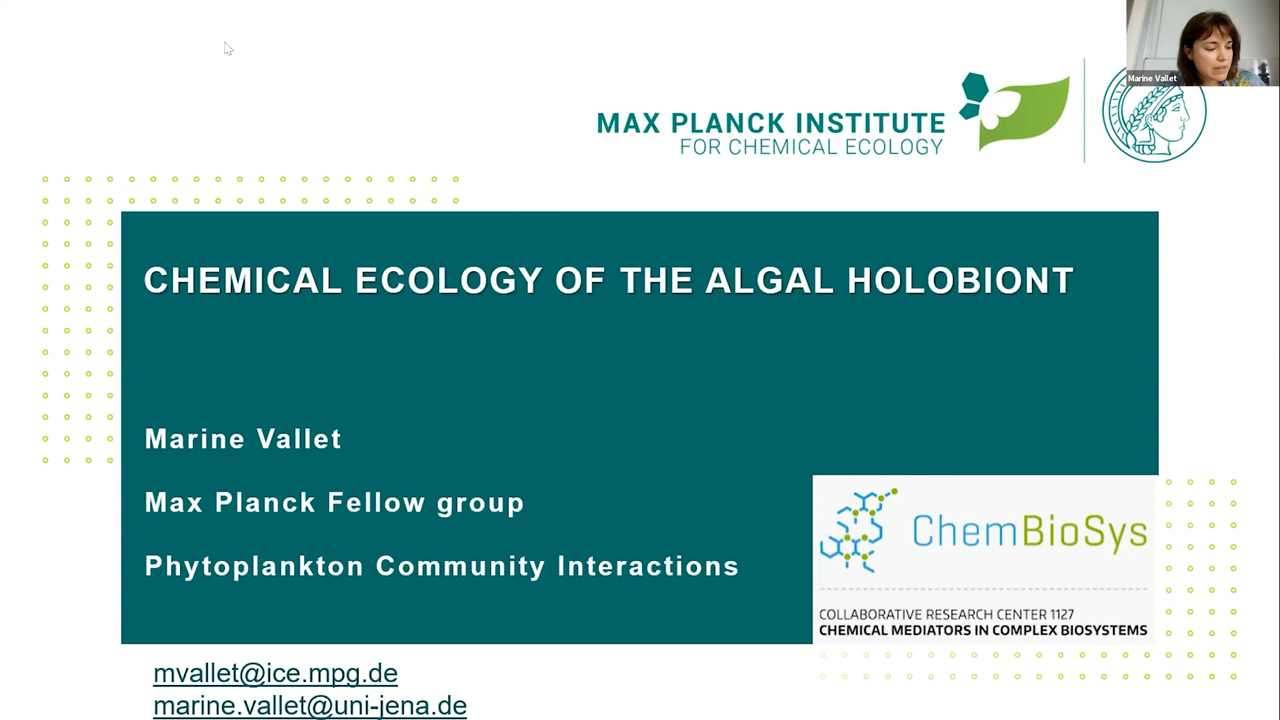 Marine Vallet
MAX PLANCK INSTITUTE
FOR CHEMICAL ECOLOGY
CHEMICAL ECOLOGY OF THE ALGAL HOLOBIONT
Marine Vallet
Max Planck Fellow group
Phytoplankton Community Interactions
ChemBioSys
COLLABORATIVE RESEARCH CENTER 1127
CHEMICAL MEDIATORS IN COMPLEX BIOSYSTEMS
mvallet@ice.mpg.de
marine.vallet@uni-jena.de